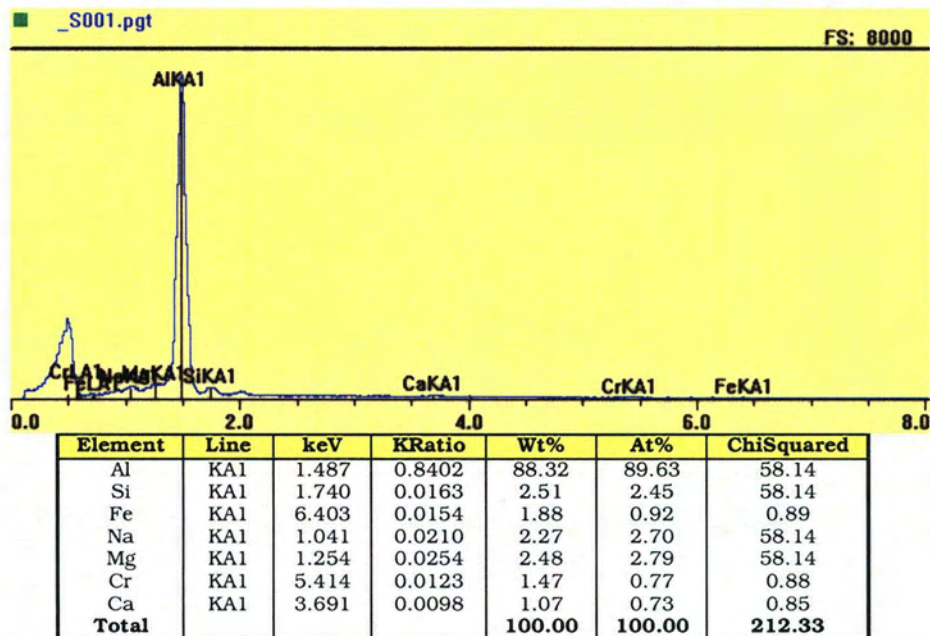 _S001.pgt
FS: 8000
AlKA1
CrLA1 MgKA1 SiKA1 CaKA1 CrKA1 FeKA1
FeLA1
0.0 2.0 4.0 6.0 8.0
Element Line keV KRatio Wt% At% ChiSquared
Al KA1 1.487 0.8402 88.32 89.63 58.14
Si KA1 1.740 0.0163 2.51 2.45 58.14
Fe KA1 6.403 0.0154 1.88 0.92 0.89
Na KA1 1.041 0.0210 2.27 2.70 58.14
Mg KA1 1.254 0.0254 2.48 2.79 58.14
Cr KA1 5.414 0.0123 1.47 0.77 0.88
Ca KA1 3.691 0.0098 1.07 0.73 0.85
Total 100.00 100.00 212.33